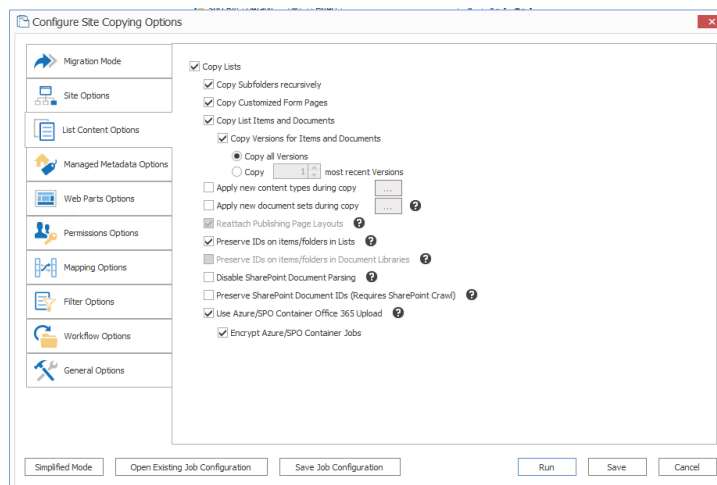 Configure Site Copying Options
Migration Mode
Site Options
List Content Options
Managed Metadata Options
Web Parts Options
Permissions Options
Mapping Options
Filter Options
Workflow Options
General Options
Copy Lists
Copy Subfolders recursively
Copy Customized Form Pages
Copy List Items and Documents
Copy Versions for Items and Documents
Copy all Versions
Copy 1 most recent Versions
Apply new content types during copy ...
Apply new document sets during copy ... ?
Reattach Publishing Page Layouts ?
Preserve IDs on items/folders in Lists ?
Preserve IDs on items/folders in Document Libraries ?
Disable SharePoint Document Parsing ?
Preserve SharePoint Document IDs (Requires SharePoint Crawl) ?
Use Azure/SPO Container Office 365 Upload ?
Encrypt Azure/SPO Container Jobs
Simplified Mode Open Existing Job Configuration Save Job Configuration Run Save Cancel